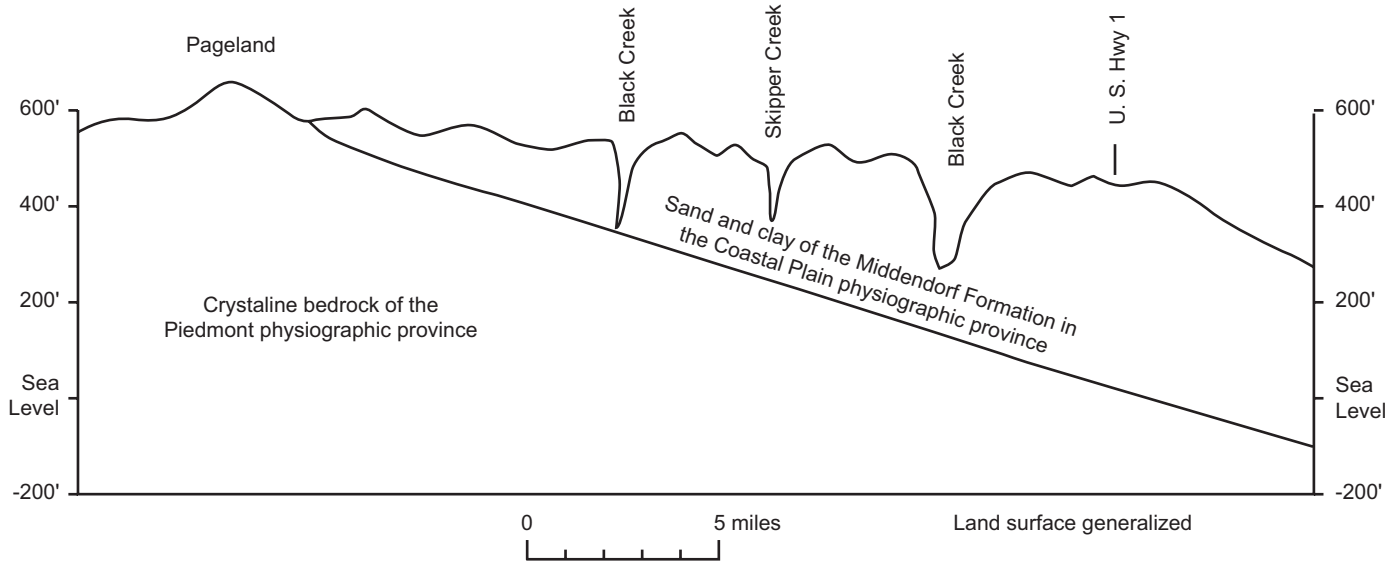 Pageland
Black Creek
Skipper Creek
Black Creek
U. S. Hwy 1
600'
400'
200'
Sea
Level
-200'
600'
400'
200'
Sea
Level
-200'
Sand and clay of the Middendorf Formation in
the Coastal Plain physiographic province
Crystaline bedrock of the
Piedmont physiographic province
0
5 miles
Land surface generalized